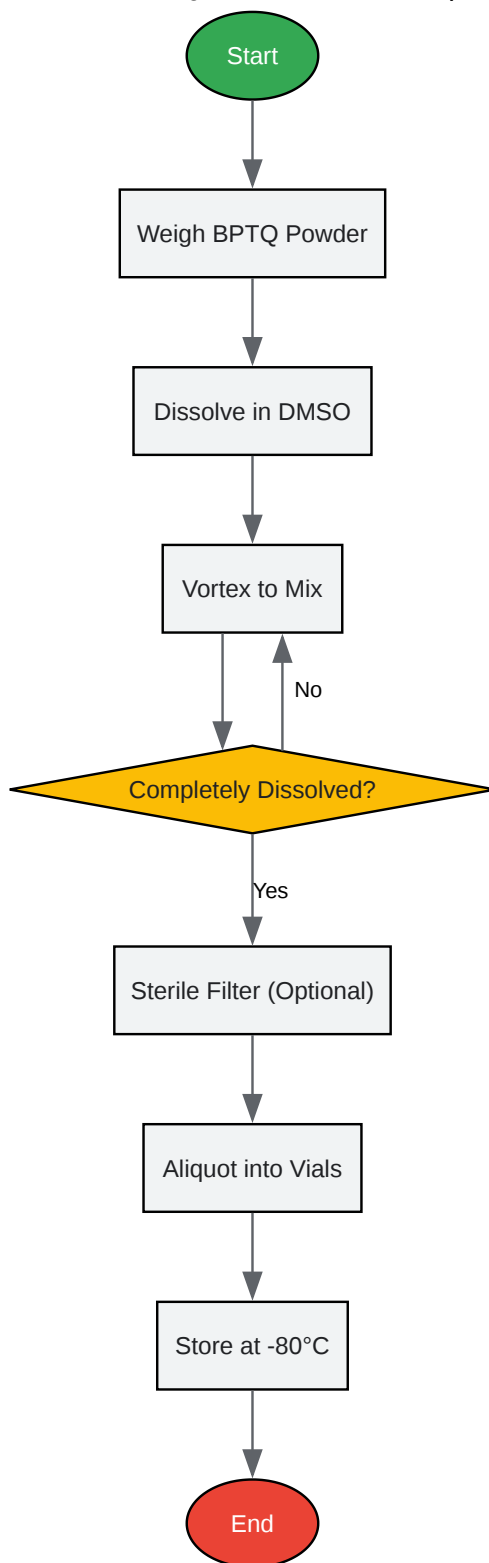 Start
Weigh BPTQ Powder
Dissolve in DMSO
Vortex to Mix
No
Completely Dissolved?
Yes
Sterile Filter (Optional)
Aliquot into Vials
Store at -80°C
End